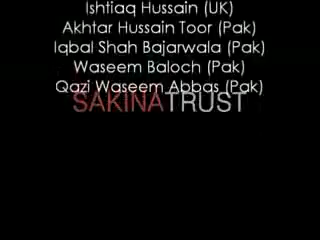 Ishtiaq Hussain (UK)
Akhtar Hussain Toor (Pak)
Iqbal Shah Bajarwala (Pak)
Waseem Baloch (Pak)
Qazi Waseem Abbas (Pak)
SAKINATRUST